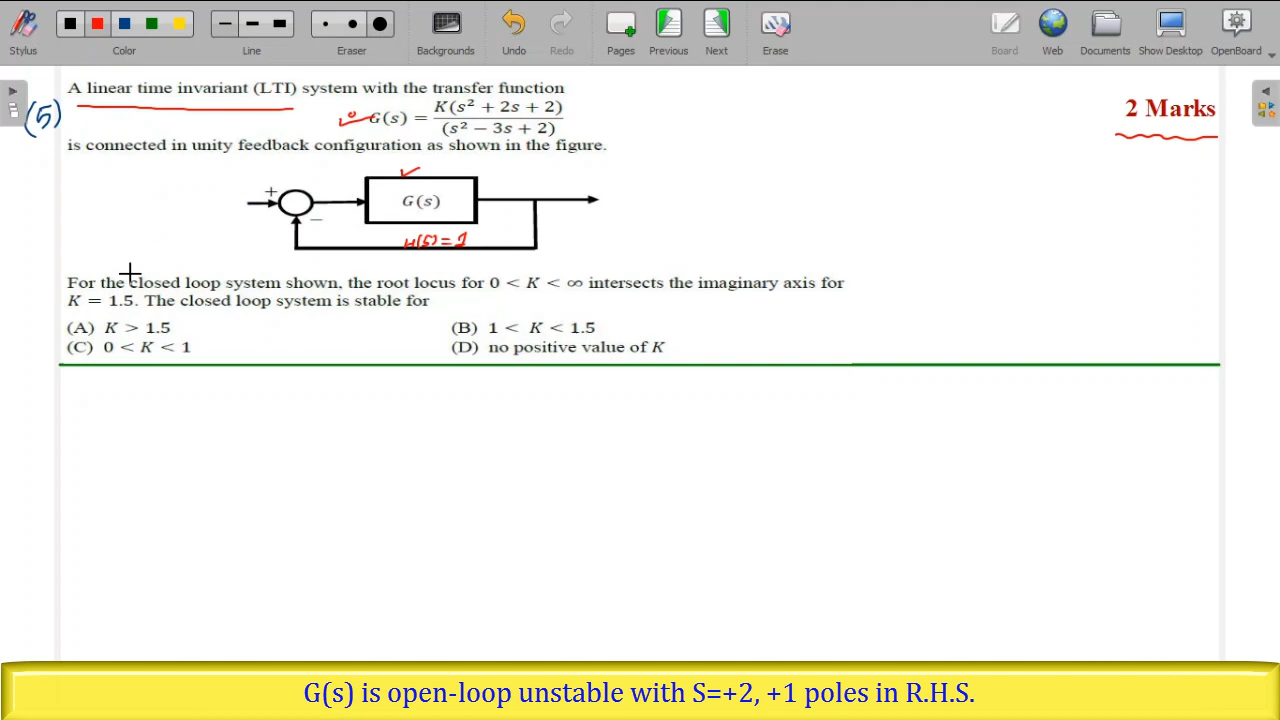 Stylus
Color
Line
Eraser
Backgrounds
Undo
Redo
Pages
Previous
Next
Erase
Board
Web
Documents
Show Desktop
OpenBoard
(5)
A linear time invariant (LTI) system with the transfer function
G(s) = K(s² + 2s + 2) / (s² − 3s + 2)
2 Marks
is connected in unity feedback configuration as shown in the figure.
+
G(s)
−
H(s) = 1
For the closed loop system shown, the root locus for 0 < K < ∞ intersects the imaginary axis for
K = 1.5. The closed loop system is stable for
(A) K > 1.5
(B) 1 < K < 1.5
(C) 0 < K < 1
(D) no positive value of K
G(s) is open-loop unstable with S=+2, +1 poles in R.H.S.